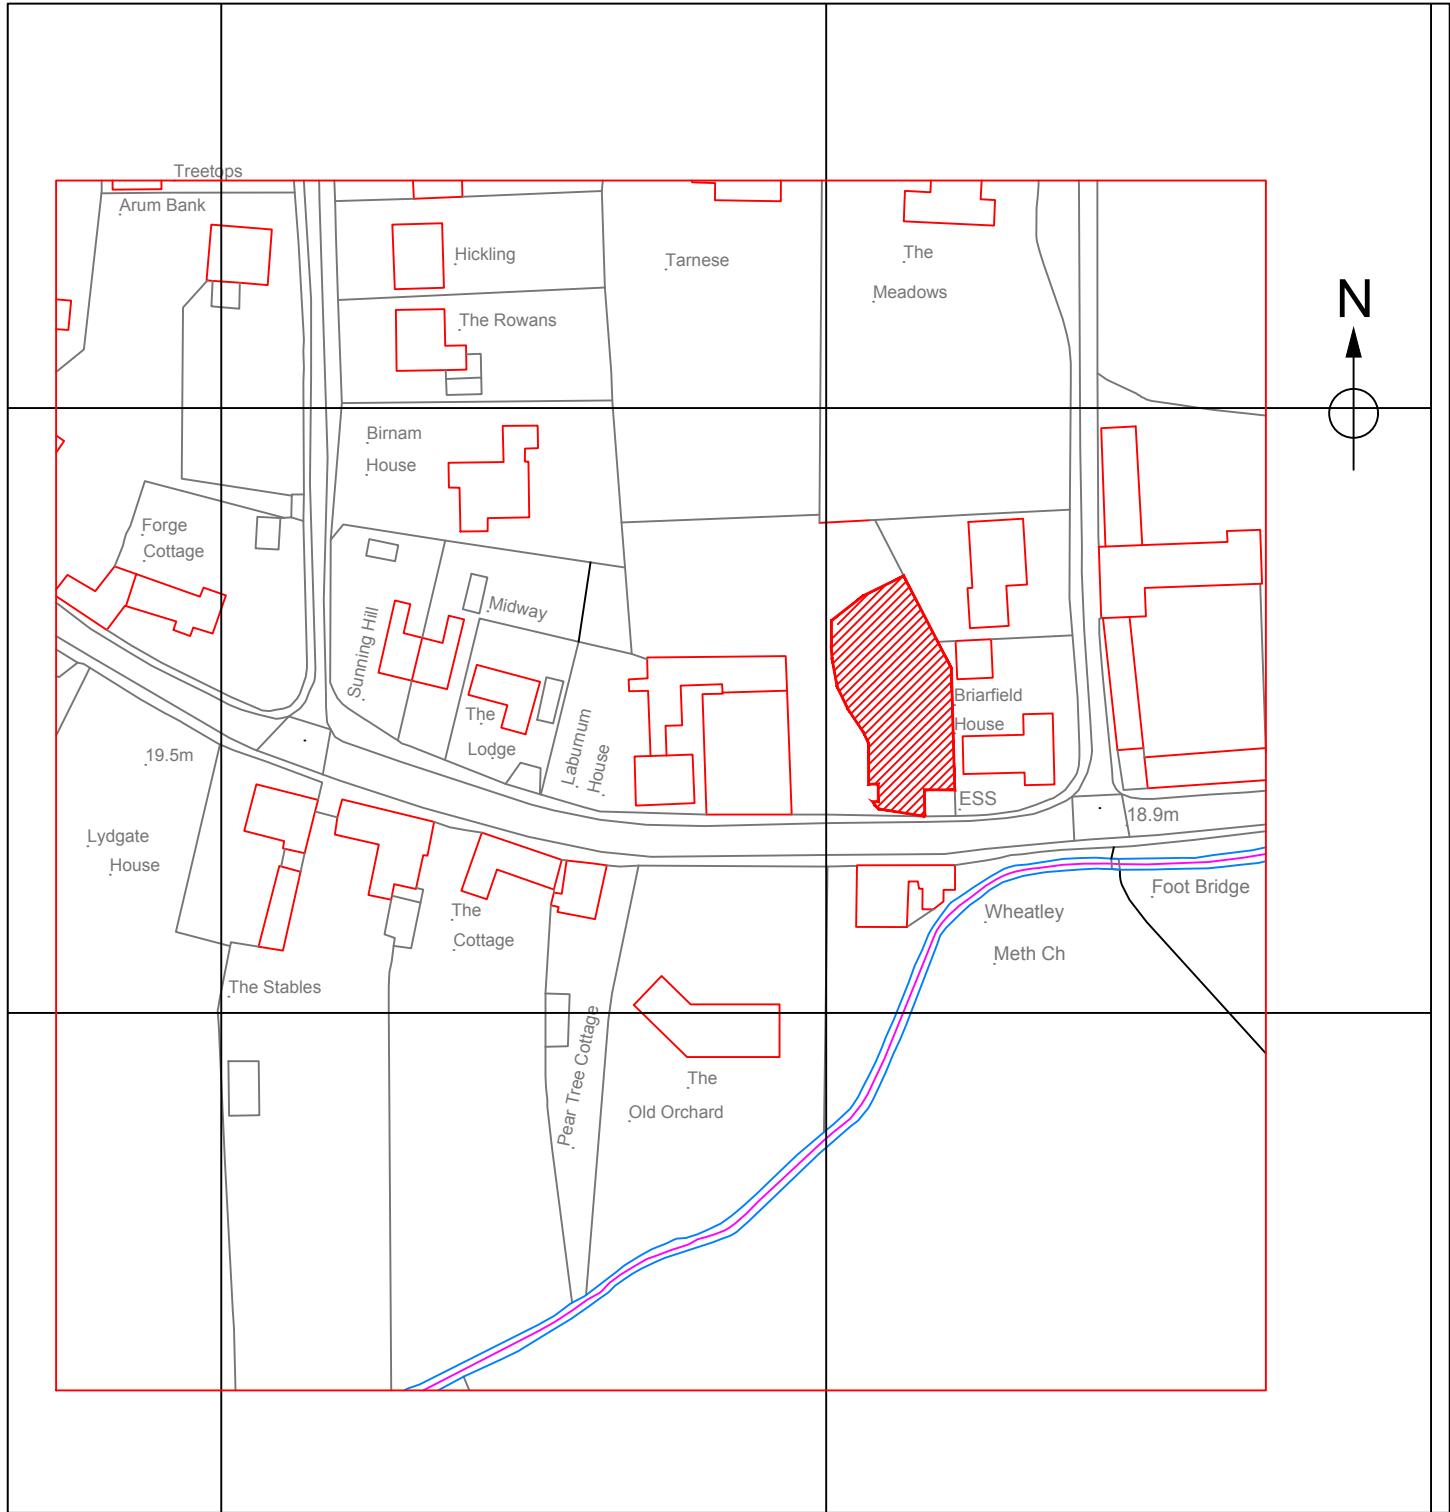 Treetops
Arum Bank
Hickling
Tarnese
The
Meadows
N
The Rowans
Birnam
House
Forge
Cottage
Midway
Sunning Hill
The
Lodge
Laburnum
House
Briarfield
House
ESS
19.5m
18.9m
Lydgate
House
The
Cottage
Wheatley
Meth Ch
Foot Bridge
The Stables
Pear Tree Cottage
The
Old Orchard